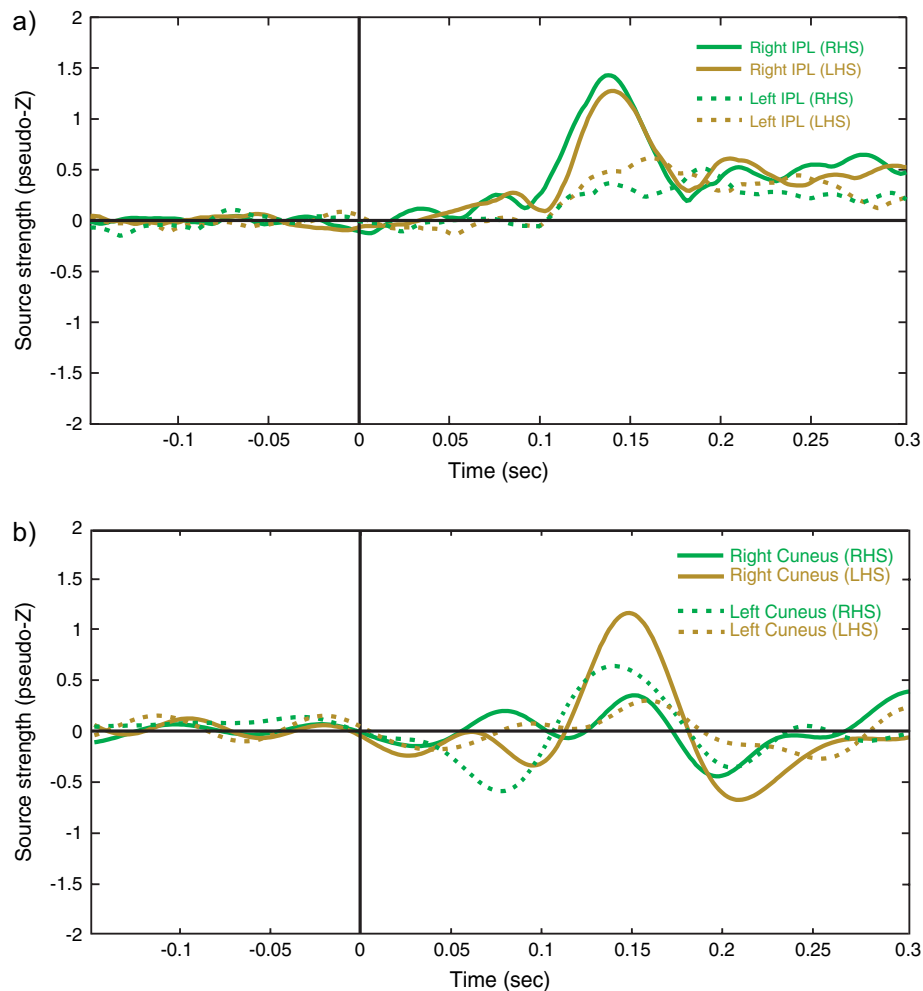 a)
2
1.5
1
0.5
0
-0.5
-1
-1.5
-2
Source strength (pseudo-Z)
Right IPL (RHS)
Right IPL (LHS)
Left IPL (RHS)
Left IPL (LHS)
-0.1 -0.05 0 0.05 0.1 0.15 0.2 0.25 0.3
Time (sec)
b)
2
1.5
1
0.5
0
-0.5
-1
-1.5
-2
Source strength (pseudo-Z)
Right Cuneus (RHS)
Right Cuneus (LHS)
Left Cuneus (RHS)
Left Cuneus (LHS)
-0.1 -0.05 0 0.05 0.1 0.15 0.2 0.25 0.3
Time (sec)